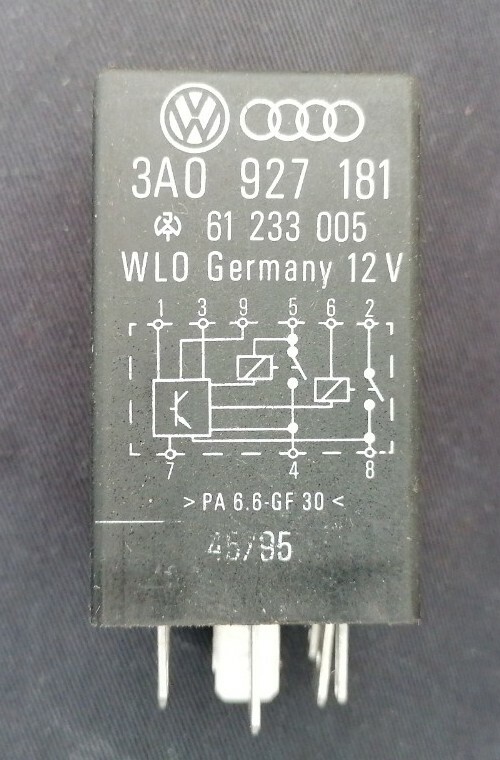 3A0 927 181
61 233 005
WLO Germany 12 V
1 3 9 5 6 2
7 4 8
> PA 6.6-GF 30 <
45/95